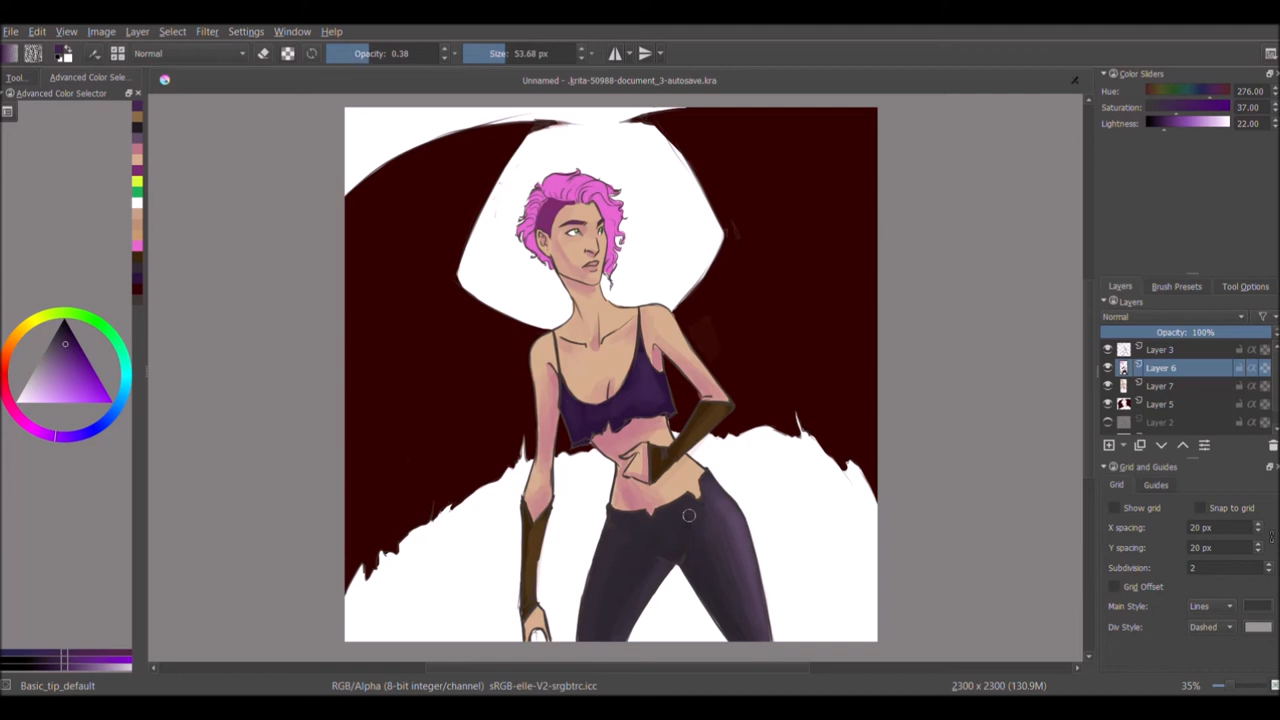 File Edit View Image Layer Select Filter Settings Window Help
Normal Opacity: 0.38 Size: 53.68 px
Tool... Advanced Color Sele...
Unnamed - .krita-50988-document_3-autosave.kra
Advanced Color Selector
Color Sliders
Hue: 276.00
Saturation: 37.00
Lightness: 22.00
Layers Brush Presets Tool Options
Layers
Normal
Opacity: 100%
Layer 3
Layer 6
Layer 7
Layer 5
Layer 2
Grid and Guides
Grid Guides
Show grid Snap to grid
X spacing: 20 px
Y spacing: 20 px
Subdivision: 2
Grid Offset
Main Style: Lines
Div Style: Dashed
Basic_tip_default RGB/Alpha (8-bit integer/channel) sRGB-elle-V2-srgbtrc.icc 2300 x 2300 (130.9M) 35%